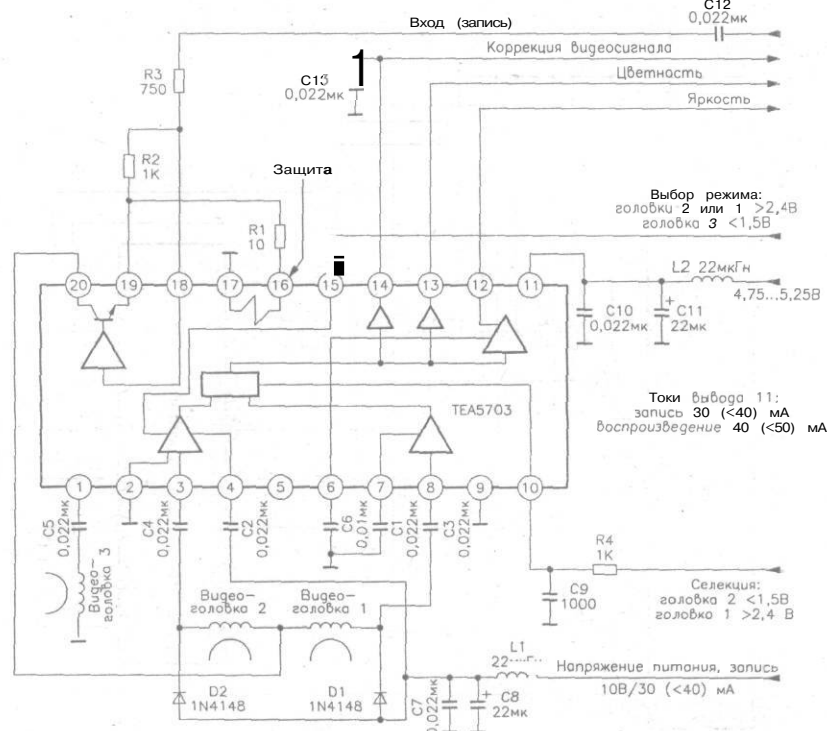 C12
0,022мк
Вход (запись)
Коррекция видеосигнала
Цветность
Яркость
R3
750
C13
0,022мк
R2
1K
Защита
R1
10
Выбор режима:
головки 2 или 1 >2,4В
головка 3 <1,5В
L2 22мкГн
4,75...5,25В
20
19
18
17
16
15
14
13
12
11
C10
0,022мк
+
C11
22мк
TEA5703
Токи вывода 11:
запись 30 (<40) мА
воспроизведение 40 (<50) мА
1
2
3
4
5
6
7
8
9
10
C5
0,022мк
C4
0,022мк
C2
0,022мк
C6
0,01мк
C1
0,022мк
C3
0,022мк
R4
1K
C9
1000
Селекция:
головка 2 <1,5В
головка 1 >2,4 В
Видео-
головка 3
Видео-
головка 2
Видео-
головка 1
D2
1N4148
D1
1N4148
L1
22
C7
0,022мк
+
C8
22мк
Напряжение питания, запись
10В/30 (<40) мА